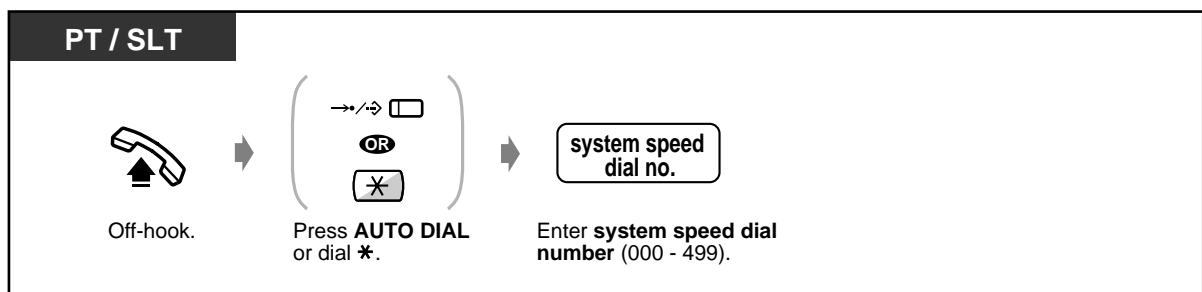 PT / SLT
OR
system speed
dial no.
Off-hook.
Press AUTO DIAL
or dial *.
Enter system speed dial
number (000 - 499).